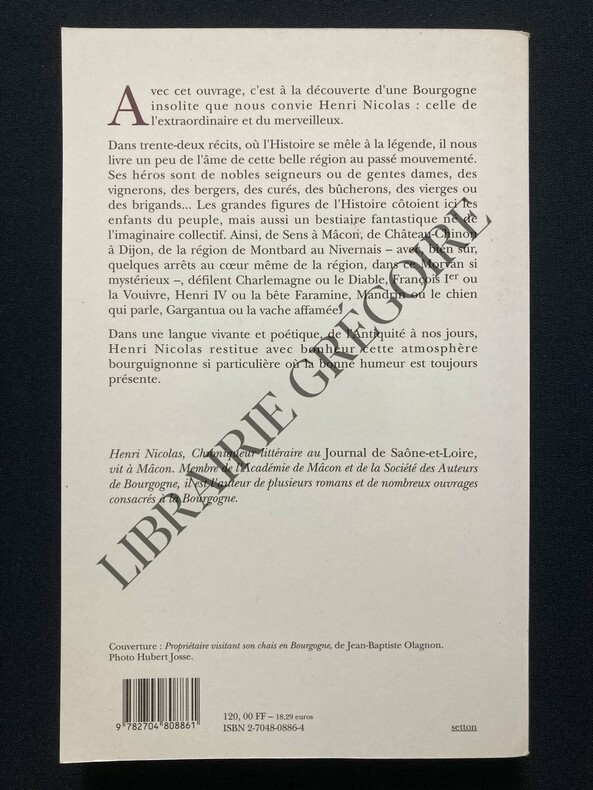 Avec cet ouvrage, c'est à la découverte d'une Bourgogne
insolite que nous convie Henri Nicolas : celle de
l'extraordinaire et du merveilleux.
Dans trente-deux récits, où l'Histoire se mêle à la légende, il nous
livre un peu de l'âme de cette belle région au passé mouvementé.
Ses héros sont de nobles seigneurs ou de gentes dames, des
vignerons, des bergers, des curés, des bûcherons, des vierges ou
des brigands... Les grandes figures de l'Histoire côtoient ici les
enfants du peuple, mais aussi un bestiaire fantastique né de
l'imaginaire collectif. Ainsi, de Sens à Mâcon, de Château-Chinon
à Dijon, de la région de Montbard au Nivernais – avec, bien sûr,
quelques arrêts au cœur même de la région, dans ce Morvan si
mystérieux –, défilent Charlemagne ou le Diable, François Ier ou
la Vouivre, Henri IV ou la bête Faramine, Mandrin ou le chien
qui parle, Gargantua ou la vache affamée.
Dans une langue vivante et poétique, de l'Antiquité à nos jours,
Henri Nicolas restitue avec bonheur cette atmosphère
bourguignonne si particulière où la bonne humeur est toujours
présente.
Henri Nicolas, Chroniqueur littéraire au Journal de Saône-et-Loire,
vit à Mâcon. Membre de l'Académie de Mâcon et de la Société des Auteurs
de Bourgogne, il est l'auteur de plusieurs romans et de nombreux ouvrages
consacrés à la Bourgogne.
LIBRAIRIE GREGOIRE
Couverture : Propriétaire visitant son chais en Bourgogne, de Jean-Baptiste Olagnon.
Photo Hubert Josse.
9 782704 808861
120, 00 FF – 18,29 euros
ISBN 2-7048-0886-4
setton